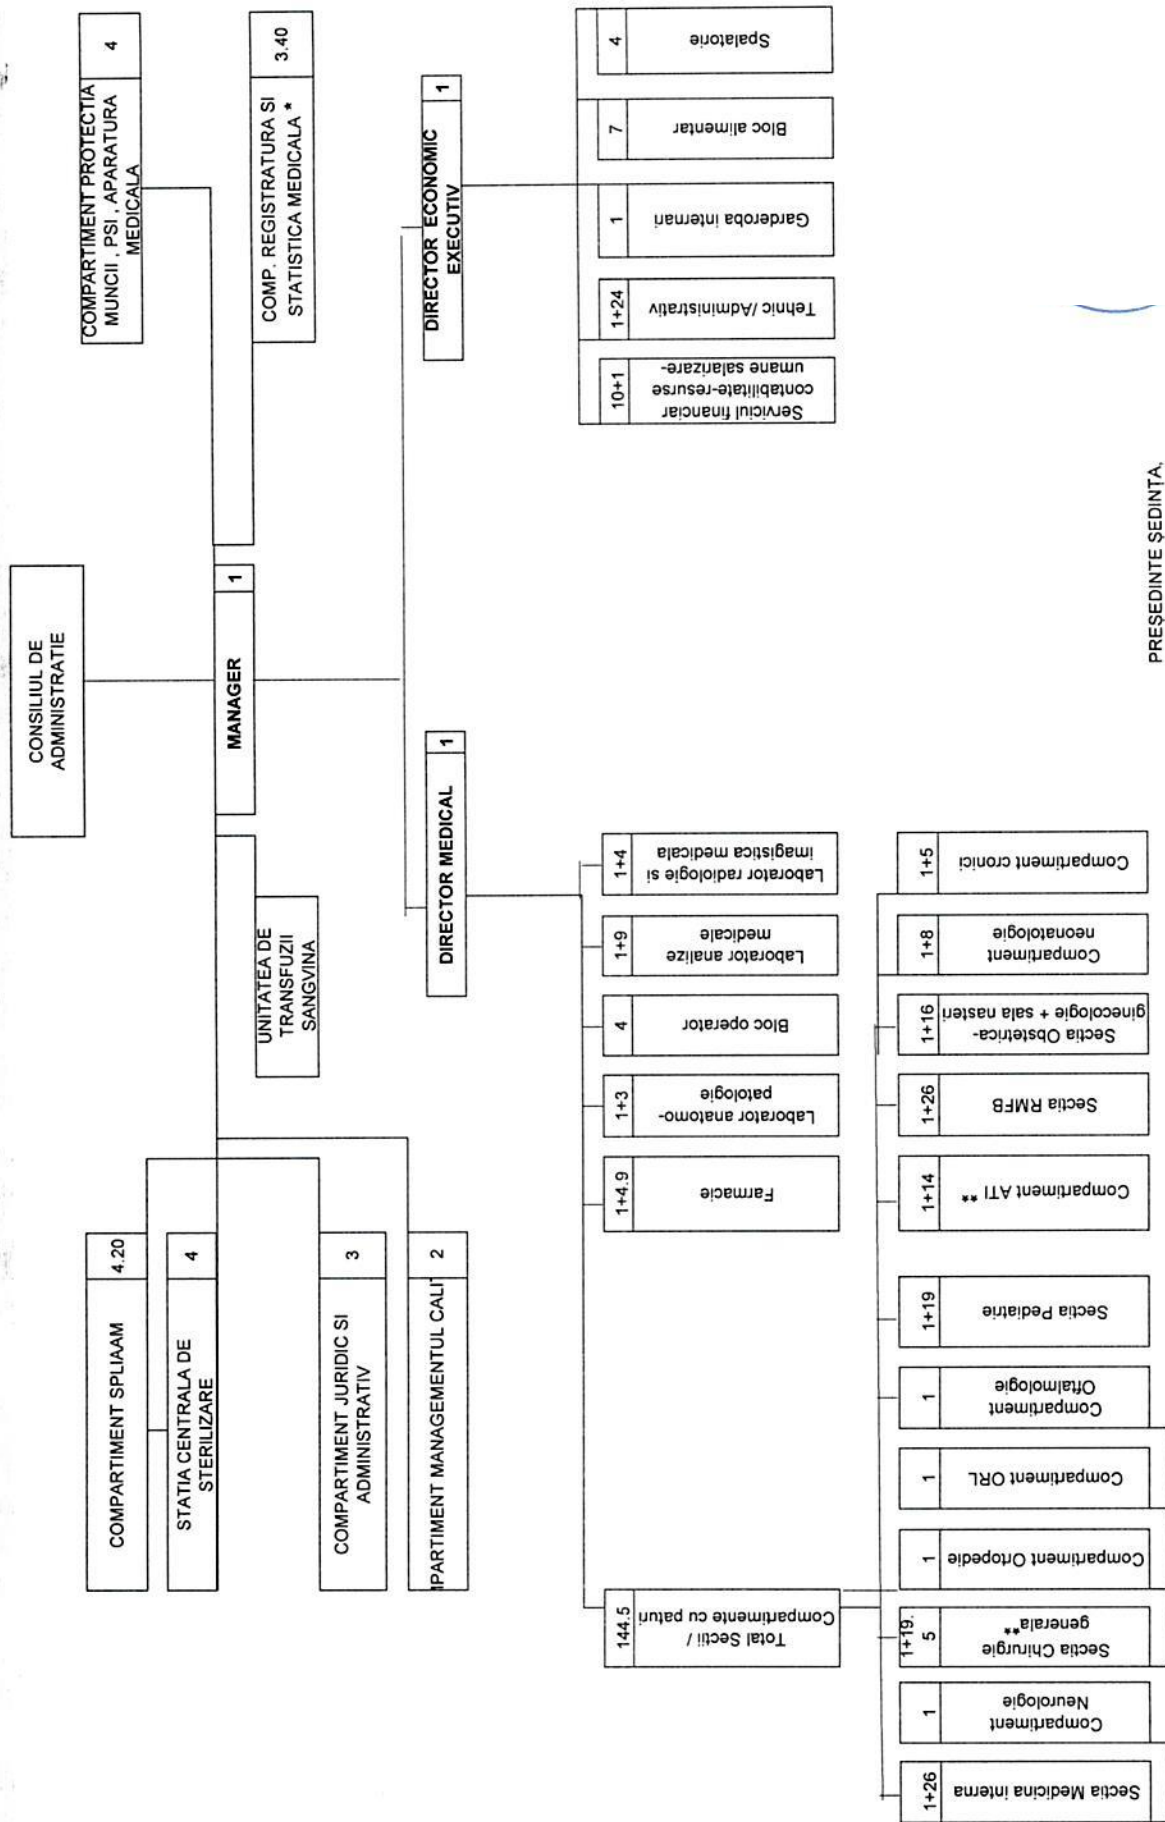 CONSILIUL DE
ADMINISTRATIE
MANAGER
1
COMPARTIMENT PROTECTIA
MUNCII , PSI , APARATURA
MEDICALA
4
COMP. REGISTRATURA SI
STATISTICA MEDICALA *
3.40
UNITATEA DE
TRANSFUZII
SANGVINA
COMPARTIMENT SPLIAAM
4.20
STATIA CENTRALA DE
STERILIZARE
4
COMPARTIMENT JURIDIC SI
ADMINISTRATIV
3
IPARTIMENT MANAGEMENTUL CALIT
2
DIRECTOR MEDICAL
1
DIRECTOR ECONOMIC
EXECUTIV
1
144.5
Total Sectii /
Compartimente cu paturi
1+4.9
Farmacie
1+3
Laborator anatomo-
patologie
4
Bloc operator
1+9
Laborator analize
medicale
1+4
Laborator radiologie si
imagistica medicala
10+1
Serviciul financiar
contabilitate-resurse
umane salarizare-
1+24
Tehnic /Administrativ
1
Garderoba internari
7
Bloc alimentar
4
Spalatorie
1+26
Sectia Medicina interna
1
Compartiment
Neurologie
1+19.
5
Sectia Chirurgie
generala**
1
Compartiment Ortopedie
1
Compartiment ORL
1
Compartiment
Oftalmologie
1+19
Sectia Pediatrie
1+14
Compartiment ATI **
1+26
Sectia RMFB
1+16
Sectia Obstetrica-
ginecologie + sala nasteri
1+8
Compartiment
neonatologie
1+5
Compartiment cronici
PREȘEDINTE ȘEDINTA,